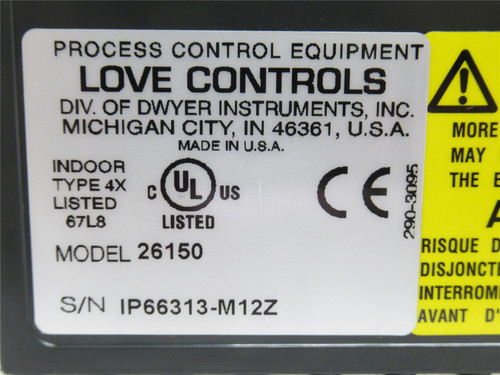 PROCESS CONTROL EQUIPMENT
LOVE CONTROLS
DIV. OF DWYER INSTRUMENTS, INC.
MICHIGAN CITY, IN 46361, U.S.A.
MADE IN U.S.A.
INDOOR
TYPE 4X
LISTED
67L8
C UL US
LISTED
CE
290-3095
MODEL 26150
S/N IP66313-M12Z
MORE
MAY
THE
RISQUE
INTERROM
AVANT D'